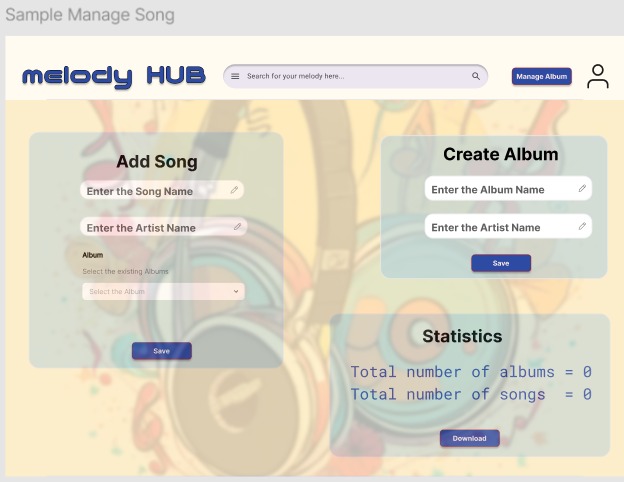 Sample Manage Song
melody HUB
Search for your melody here...
Manage Album
Add Song
Enter the Song Name
Enter the Artist Name
Album
Select the existing Albums
Select the Album
Save
Create Album
Enter the Album Name
Enter the Artist Name
Save
Statistics
Total number of albums = 0
Total number of songs = 0
Download